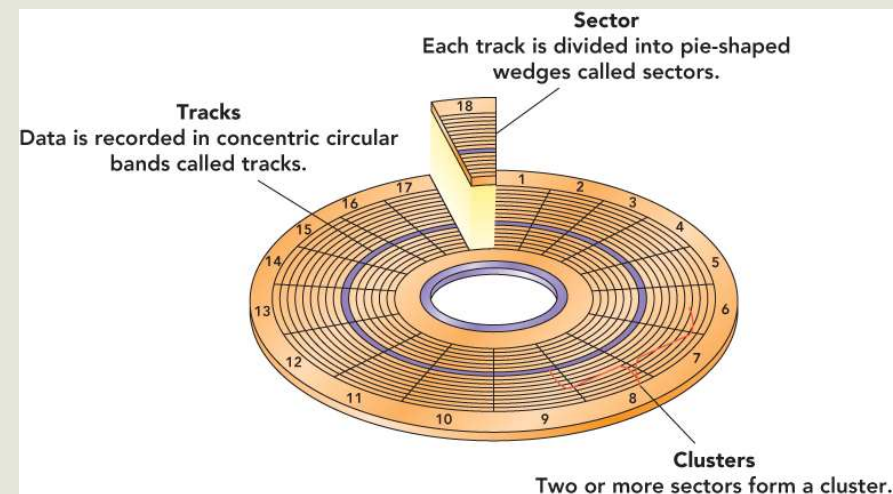 Sector
Each track is divided into pie-shaped
wedges called sectors.
Tracks
Data is recorded in concentric circular
bands called tracks.
18
1
2
3
4
5
6
7
8
9
10
11
12
13
14
15
16
17
Clusters
Two or more sectors form a cluster.